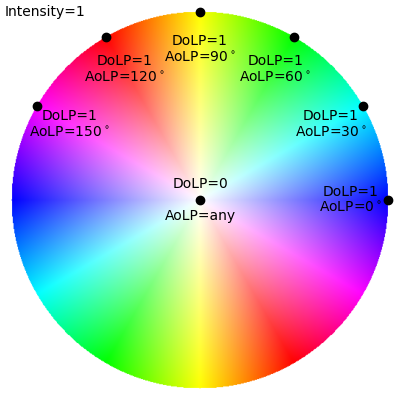 Intensity=1
DoLP=1
AoLP=90°
DoLP=1
AoLP=120°
DoLP=1
AoLP=60°
DoLP=1
AoLP=150°
DoLP=1
AoLP=30°
DoLP=0
AoLP=any
DoLP=1
AoLP=0°